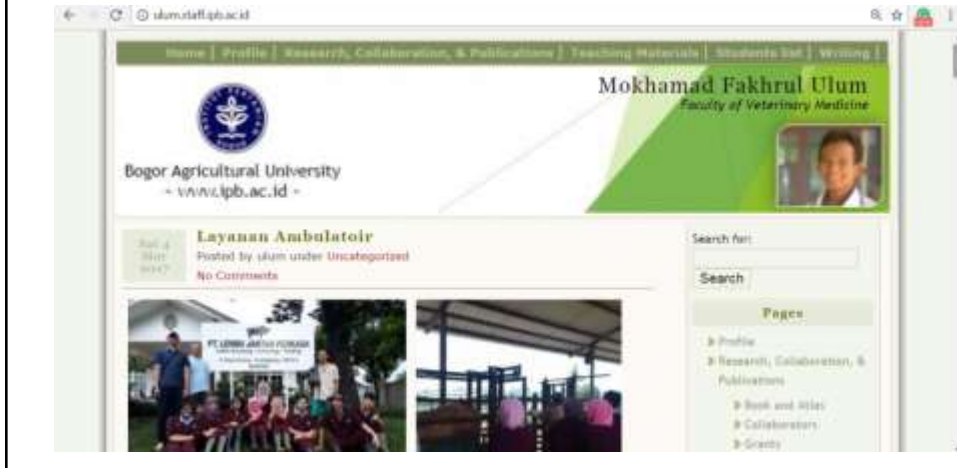 ulum.staff.ipb.ac.id
Home | Profile | Research, Collaboration, & Publications | Teaching Materials | Students list | Writing |
Mokhamad Fakhrul Ulum
Faculty of Veterinary Medicine
Bogor Agricultural University
- www.ipb.ac.id -
Layanan Ambulatoir
Posted by ulum under Uncategorized
No Comments
Search for:
Search
Pages
Profile
Research, Collaboration, &
Publications
Book and Atlas
Collaborators
Grants